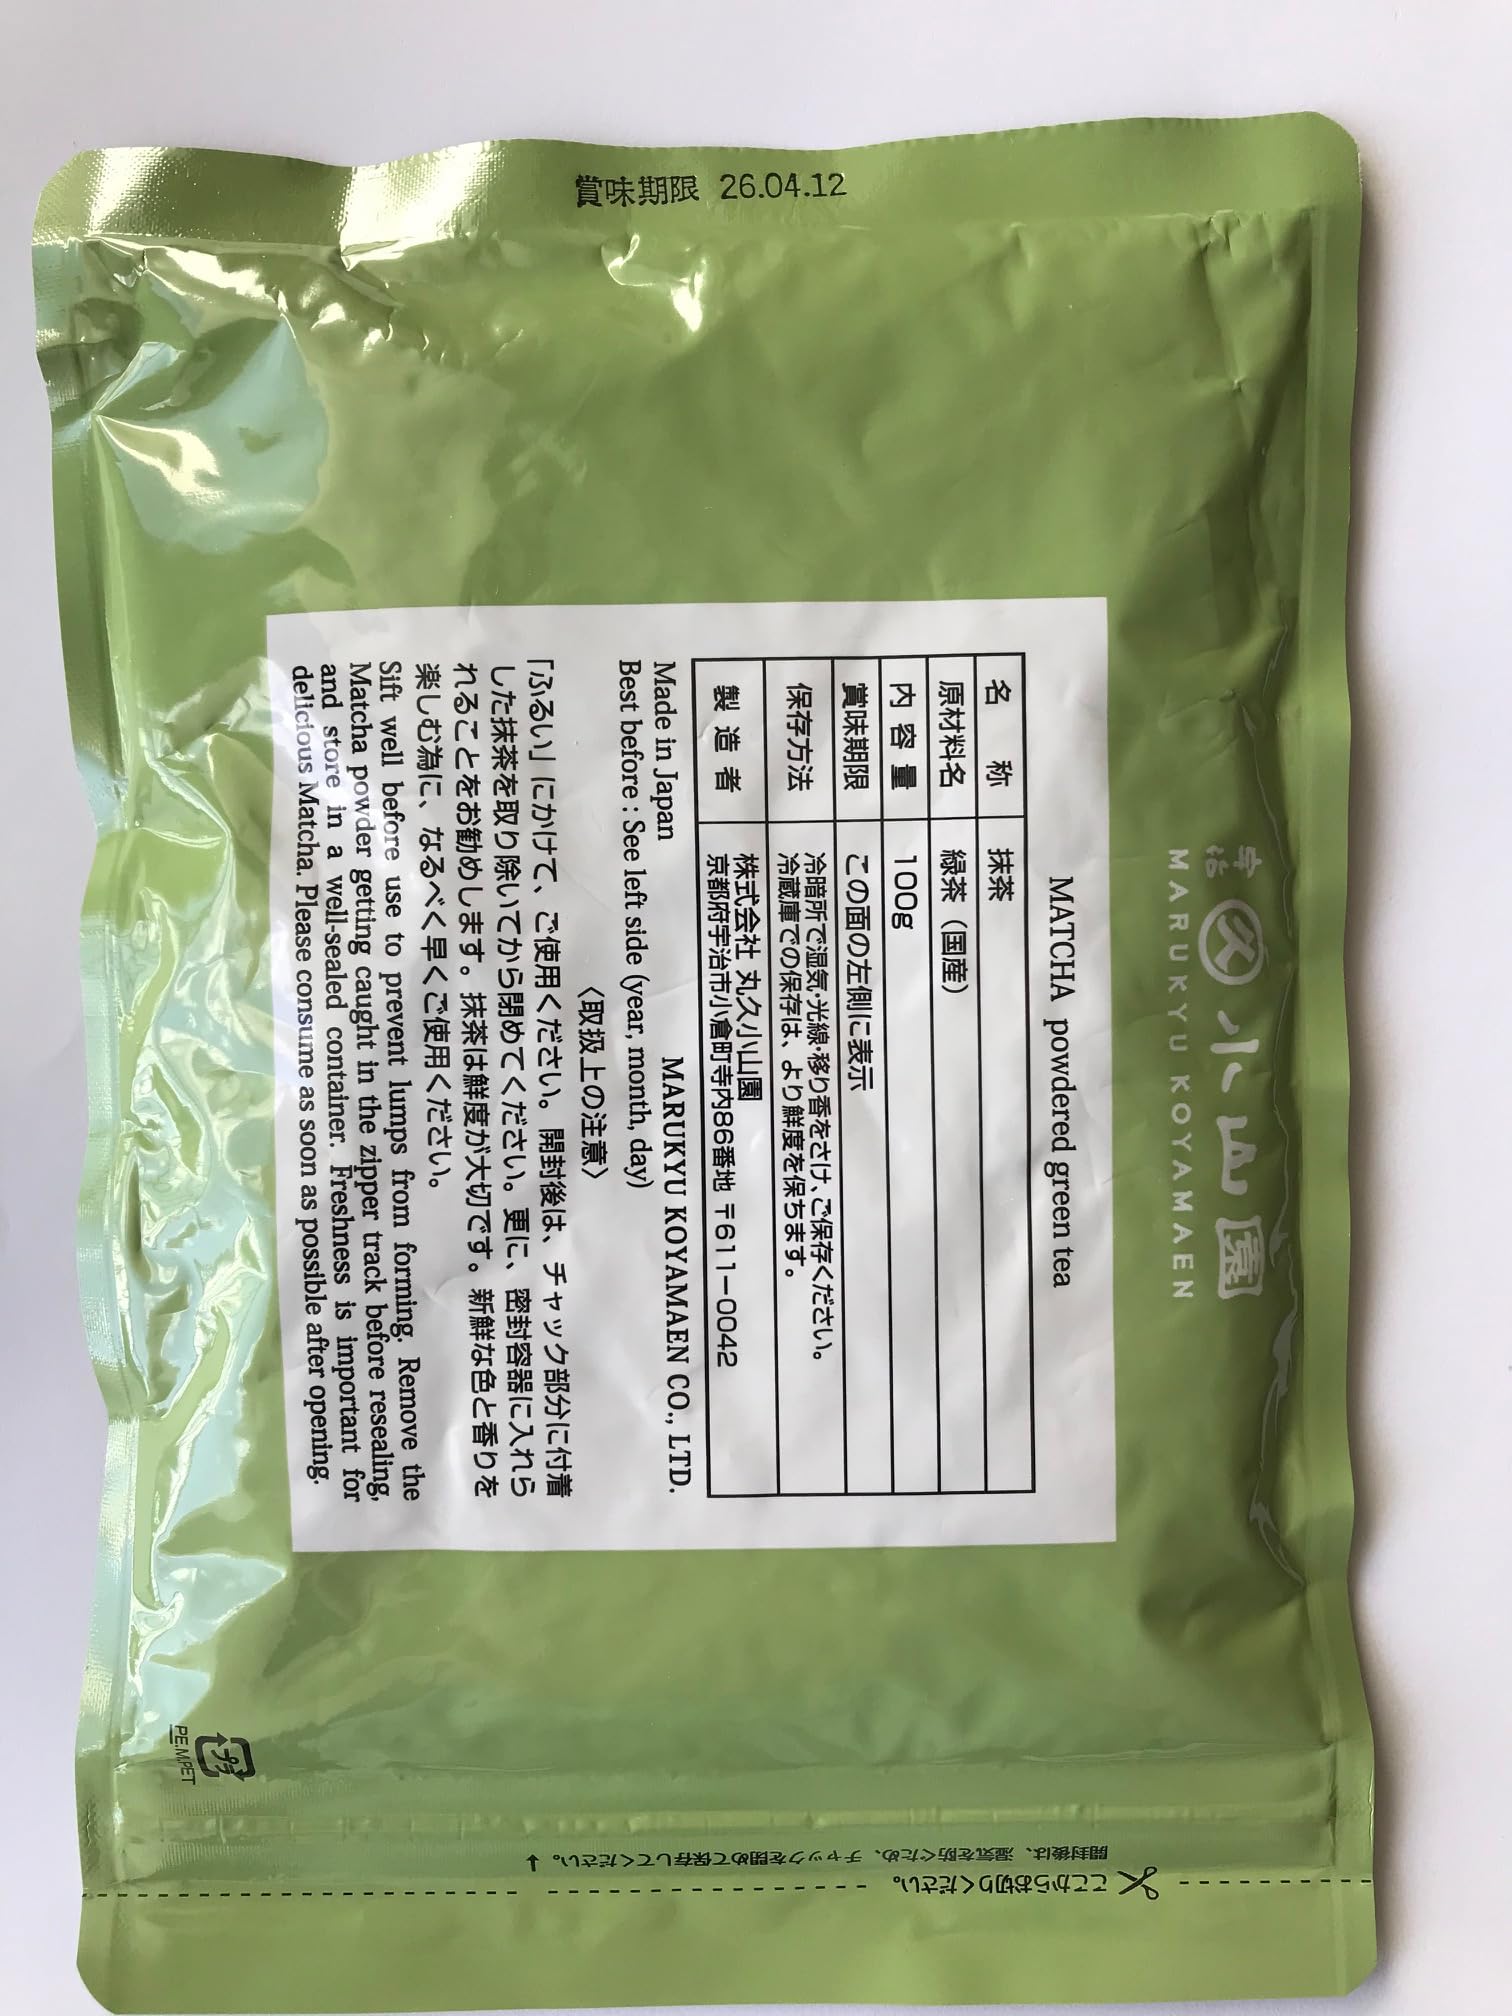 賞味期限 26.04.12
宇治 小山園
MARUKYU KOYAMAEN
MATCHA powdered green tea
名称 抹茶
原材料名 緑茶（国産）
内容量 100g
賞味期限 この面の左側に表示
保存方法 冷暗所で湿気・光線・移り香をさけ、ご保存ください。
冷蔵庫での保存は、より鮮度を保ちます。
製造者 株式会社 丸久小山園
京都府宇治市小倉町寺内86番地 〒611-0042
Made in Japan MARUKYU KOYAMAEN CO., LTD.
Best before : See left side (year, month, day)
〈取扱上の注意〉
「ふるい」にかけて、ご使用ください。開封後は、チャック部分に付着
した抹茶を取り除いてから閉めてください。更に、密封容器に入れら
れることをお勧めします。抹茶は鮮度が大切です。新鮮な色と香りを
楽しむ為に、なるべく早くご使用ください。
Sift well before use to prevent lumps from forming. Remove the
Matcha powder getting caught in the zipper track before resealing,
and store in a well-sealed container. Freshness is important for
delicious Matcha. Please consume as soon as possible after opening.
プラ
PE.M.PET
ここからお切りください。
開封後は、湿気を防ぐため、チャックを閉めて保存してください。↓